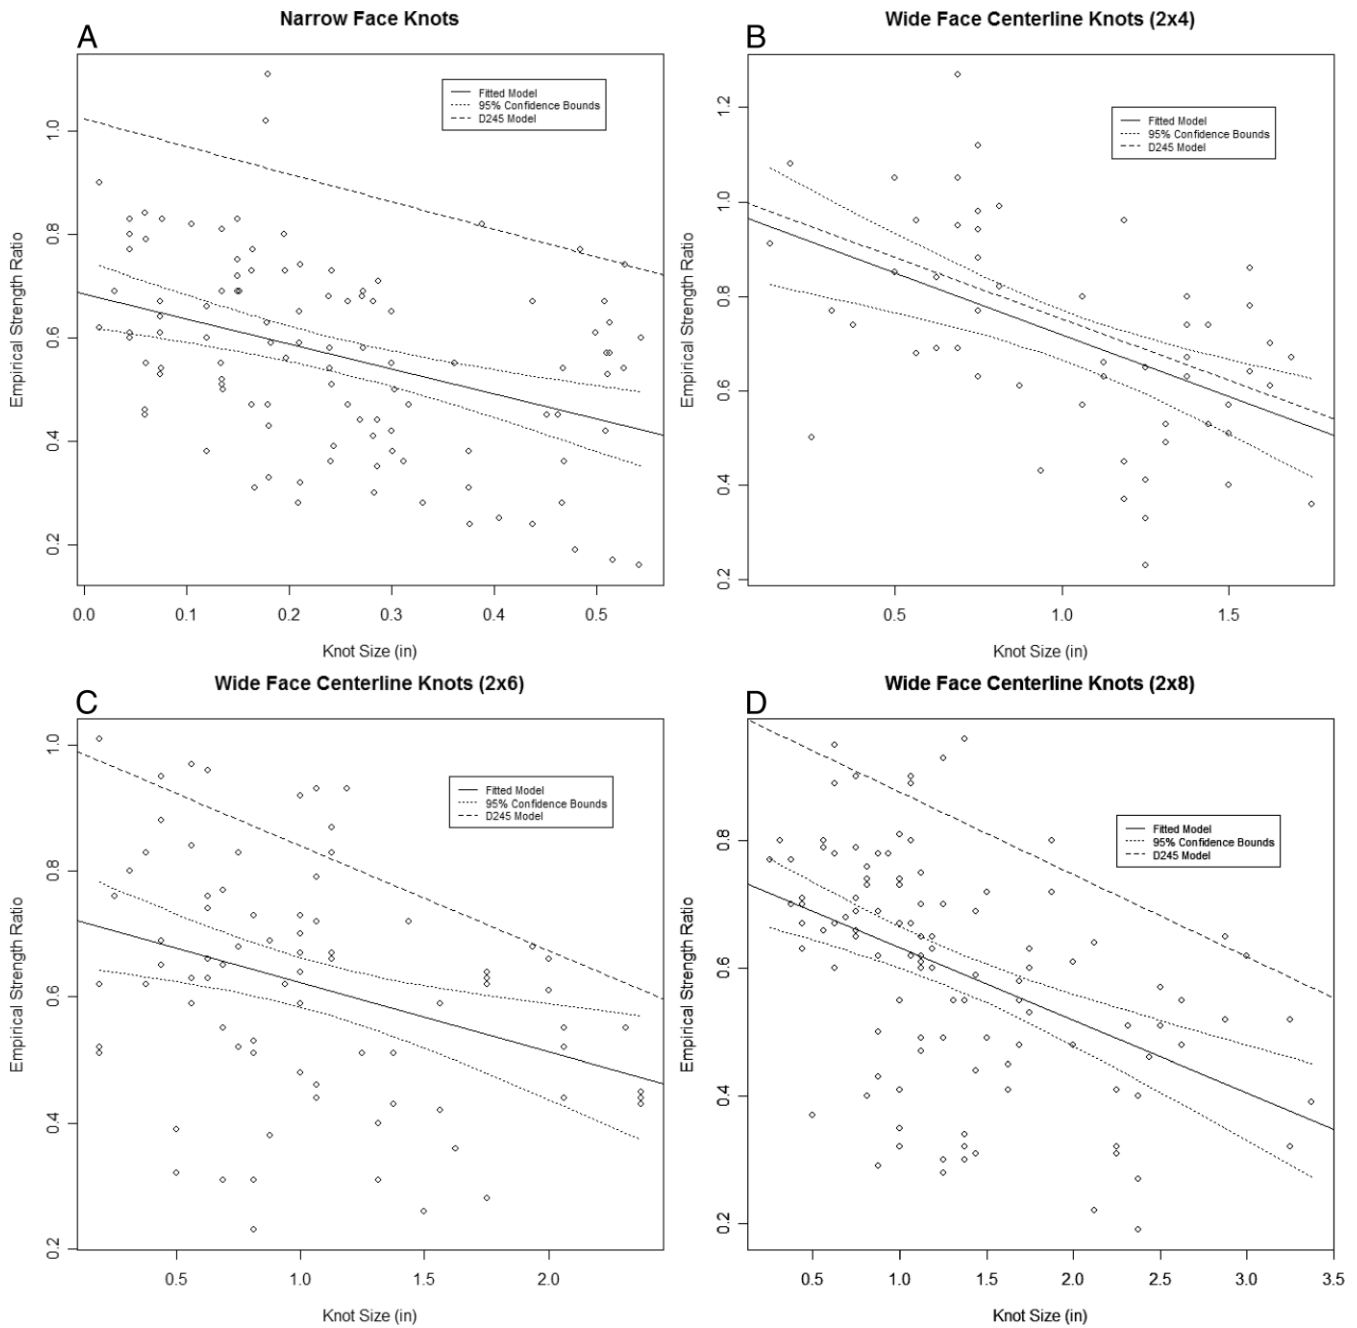 A
Narrow Face Knots
Fitted Model
95% Confidence Bounds
D245 Model
Empirical Strength Ratio
1.0
0.8
0.6
0.4
0.2
0.0 0.1 0.2 0.3 0.4 0.5
Knot Size (in)
B
Wide Face Centerline Knots (2x4)
Fitted Model
95% Confidence Bounds
D245 Model
Empirical Strength Ratio
1.2
1.0
0.8
0.6
0.4
0.2
0.5 1.0 1.5
Knot Size (in)
C
Wide Face Centerline Knots (2x6)
Fitted Model
95% Confidence Bounds
D245 Model
Empirical Strength Ratio
1.0
0.8
0.6
0.4
0.2
0.5 1.0 1.5 2.0
Knot Size (in)
D
Wide Face Centerline Knots (2x8)
Fitted Model
95% Confidence Bounds
D245 Model
Empirical Strength Ratio
0.8
0.6
0.4
0.2
0.5 1.0 1.5 2.0 2.5 3.0 3.5
Knot Size (in)